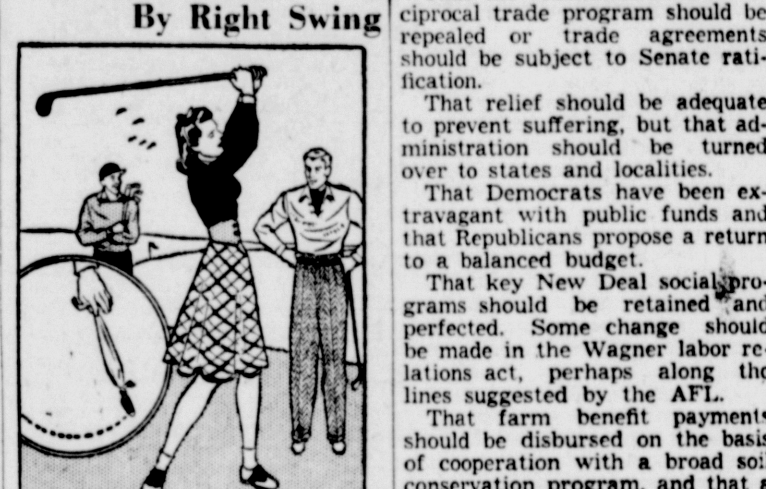 By Right Swing
ciprocal trade program should be
repealed or trade agreements
should be subject to Senate rati-
fication.
That relief should be adequate
to prevent suffering, but that ad-
ministration should be turned
over to states and localities.
That Democrats have been ex-
travagant with public funds and
that Republicans propose a return
to a balanced budget.
That key New Deal social pro-
grams should be retained and
perfected. Some change should
be made in the Wagner labor re-
lations act, perhaps along the
lines suggested by the AFL.
That farm benefit payments
should be disbursed on the basis
of cooperation with a broad soil
conservation program, and that a